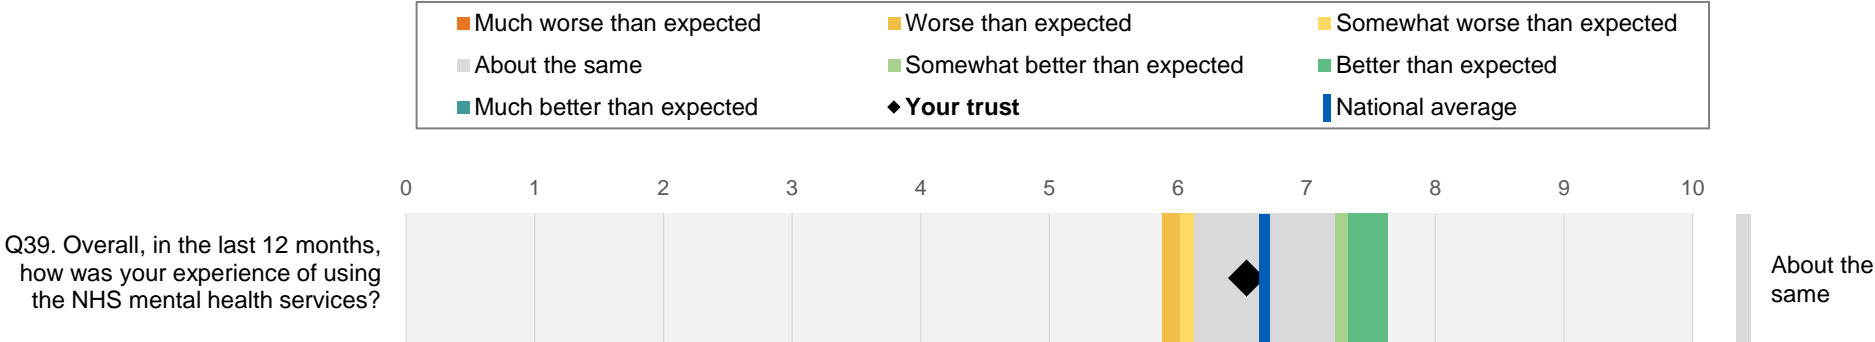 Much worse than expected
Worse than expected
Somewhat worse than expected
About the same
Somewhat better than expected
Better than expected
Much better than expected
Your trust
National average
0 1 2 3 4 5 6 7 8 9 10
Q39. Overall, in the last 12 months,
how was your experience of using
the NHS mental health services?
About the
same